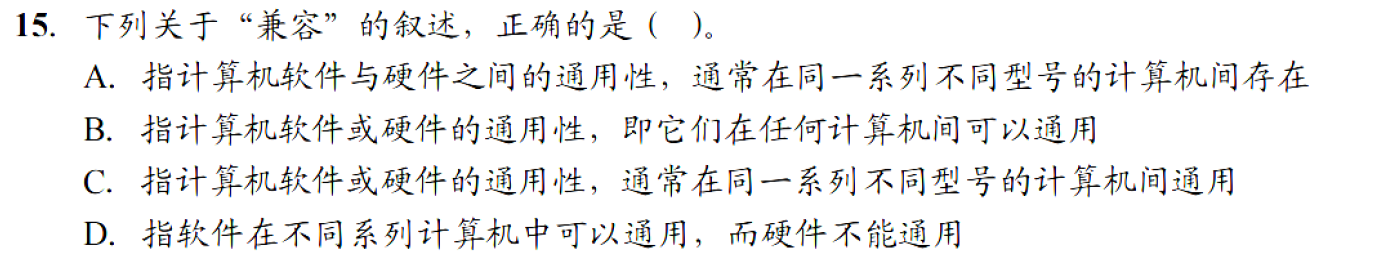 15. 下列关于“兼容”的叙述，正确的是（ ）。
A. 指计算机软件与硬件之间的通用性，通常在同一系列不同型号的计算机间存在
B. 指计算机软件或硬件的通用性，即它们在任何计算机间可以通用
C. 指计算机软件或硬件的通用性，通常在同一系列不同型号的计算机间通用
D. 指软件在不同系列计算机中可以通用，而硬件不能通用